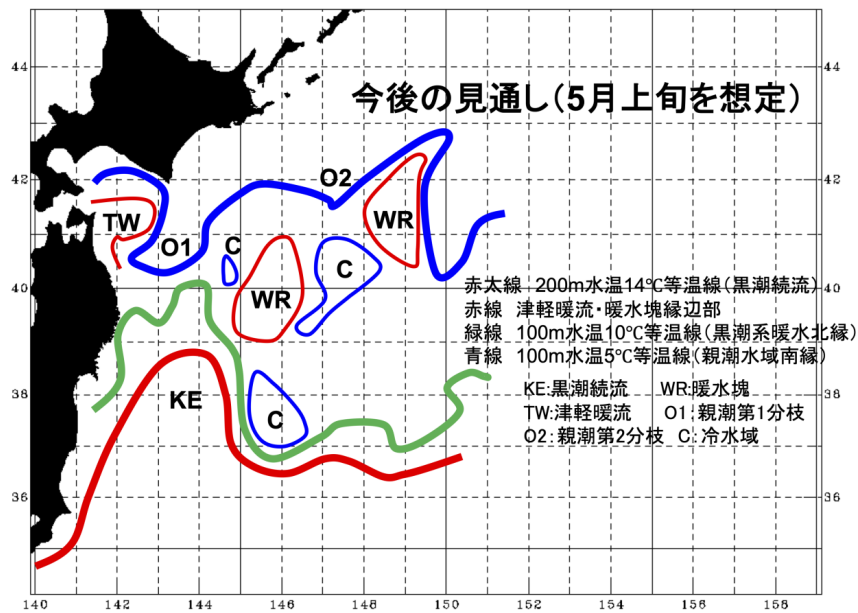 44
44
今後の見通し(5月上旬を想定)
42
O2
42
TW
WR
O1
C
C
WR
40
40
赤太線 200m水温14℃等温線(黒潮続流)
赤線 津軽暖流・暖水塊縁辺部
緑線 100m水温10℃等温線(黒潮系暖水北縁)
青線 100m水温5℃等温線(親潮水域南縁)
38
KE
C
38
KE:黒潮続流 WR:暖水塊
TW:津軽暖流 O1:親潮第1分枝
O2:親潮第2分枝 C:冷水域
36
36
140 142 144 146 148 150 152 154 156 158